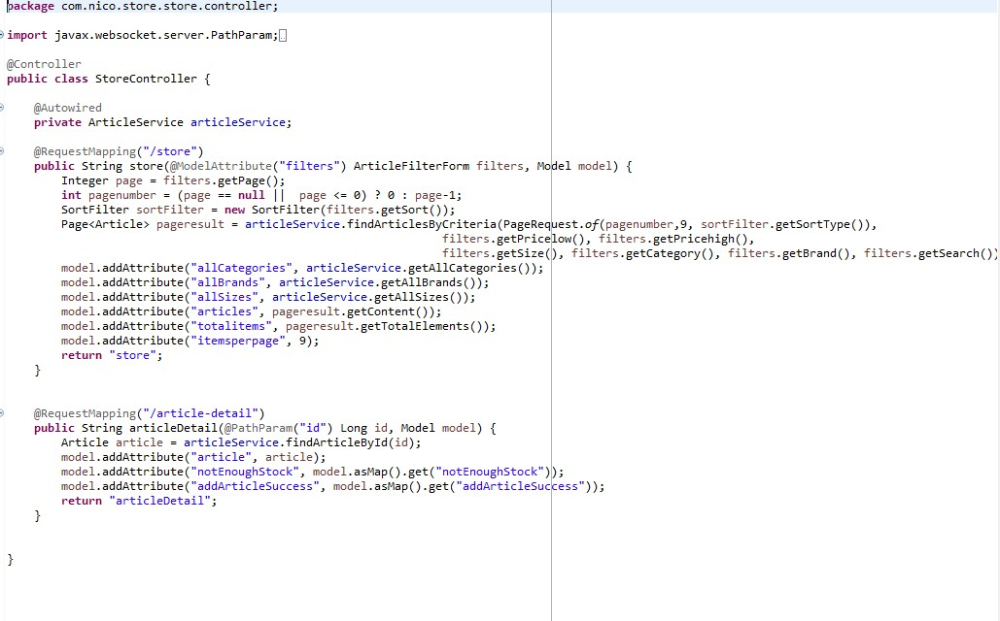 package com.nico.store.store.controller;
import javax.websocket.server.PathParam;
@Controller
public class StoreController {
@Autowired
private ArticleService articleService;
@RequestMapping("/store")
public String store(@ModelAttribute("filters") ArticleFilterForm filters, Model model) {
Integer page = filters.getPage();
int pagenumber = (page == null ||  page <= 0) ? 0 : page-1;
SortFilter sortFilter = new SortFilter(filters.getSort());
Page<Article> pageresult = articleService.findArticlesByCriteria(PageRequest.of(pagenumber,9, sortFilter.getSortType()),
filters.getPricelow(), filters.getPricehigh(),
filters.getSize(), filters.getCategory(), filters.getBrand(), filters.getSearch())
model.addAttribute("allCategories", articleService.getAllCategories());
model.addAttribute("allBrands", articleService.getAllBrands());
model.addAttribute("allSizes", articleService.getAllSizes());
model.addAttribute("articles", pageresult.getContent());
model.addAttribute("totalitems", pageresult.getTotalElements());
model.addAttribute("itemsperpage", 9);
return "store";
}
@RequestMapping("/article-detail")
public String articleDetail(@PathParam("id") Long id, Model model) {
Article article = articleService.findArticleById(id);
model.addAttribute("article", article);
model.addAttribute("notEnoughStock", model.asMap().get("notEnoughStock"));
model.addAttribute("addArticleSuccess", model.asMap().get("addArticleSuccess"));
return "articleDetail";
}
}